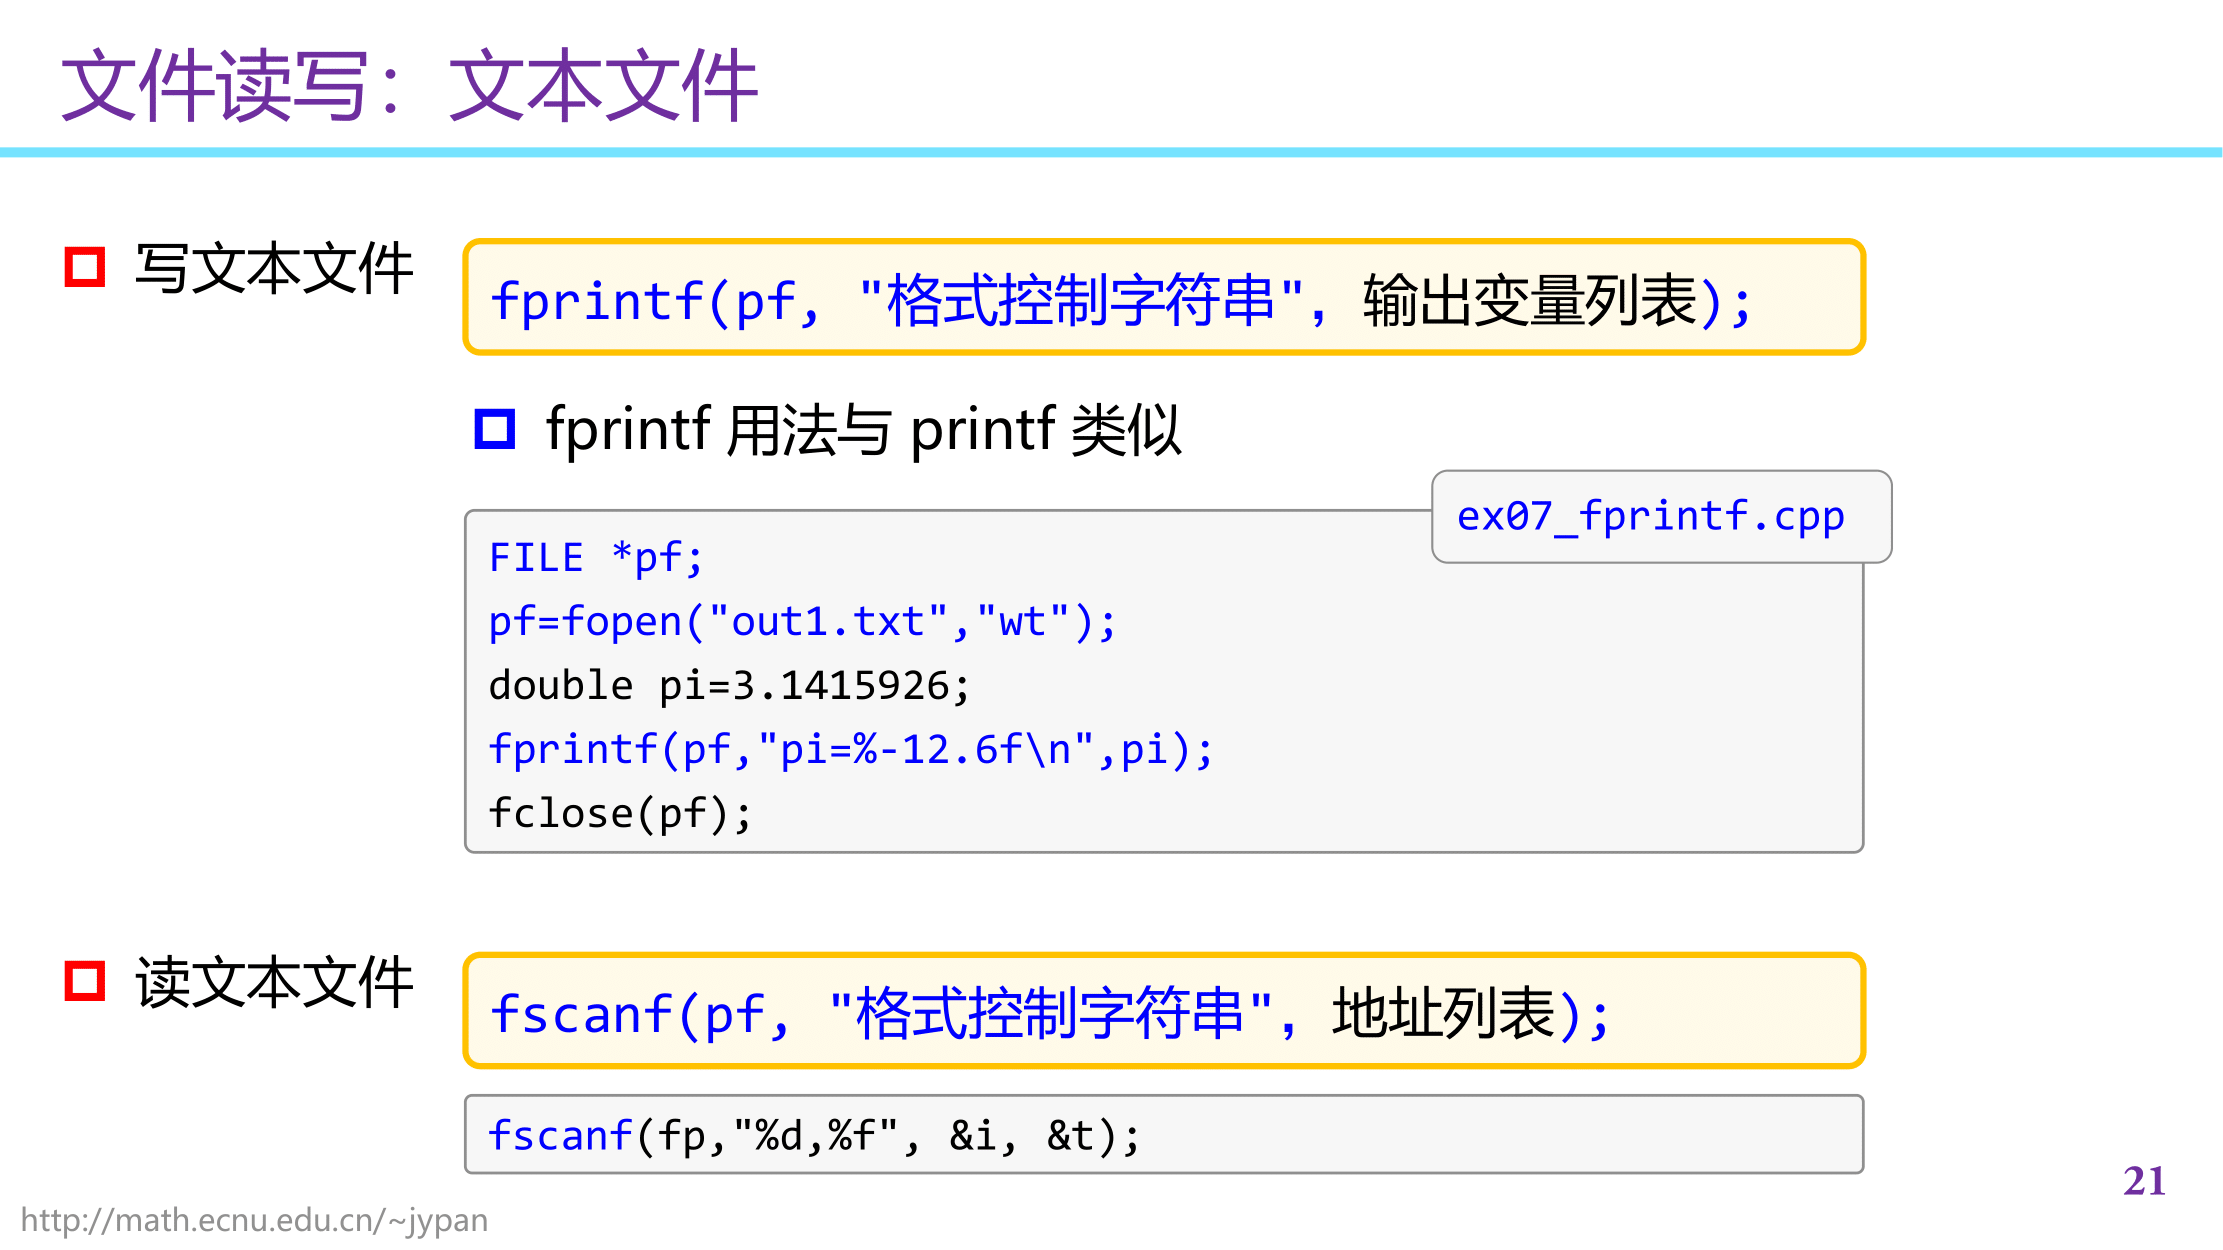 文件读写：文本文件
写文本文件
fprintf(pf, "格式控制字符串", 输出变量列表);
fprintf 用法与 printf 类似
ex07_fprintf.cpp
FILE *pf;
pf=fopen("out1.txt","wt");
double pi=3.1415926;
fprintf(pf,"pi=%-12.6f\n",pi);
fclose(pf);
读文本文件
fscanf(pf, "格式控制字符串", 地址列表);
fscanf(fp,"%d,%f", &i, &t);
http://math.ecnu.edu.cn/~jypan
21